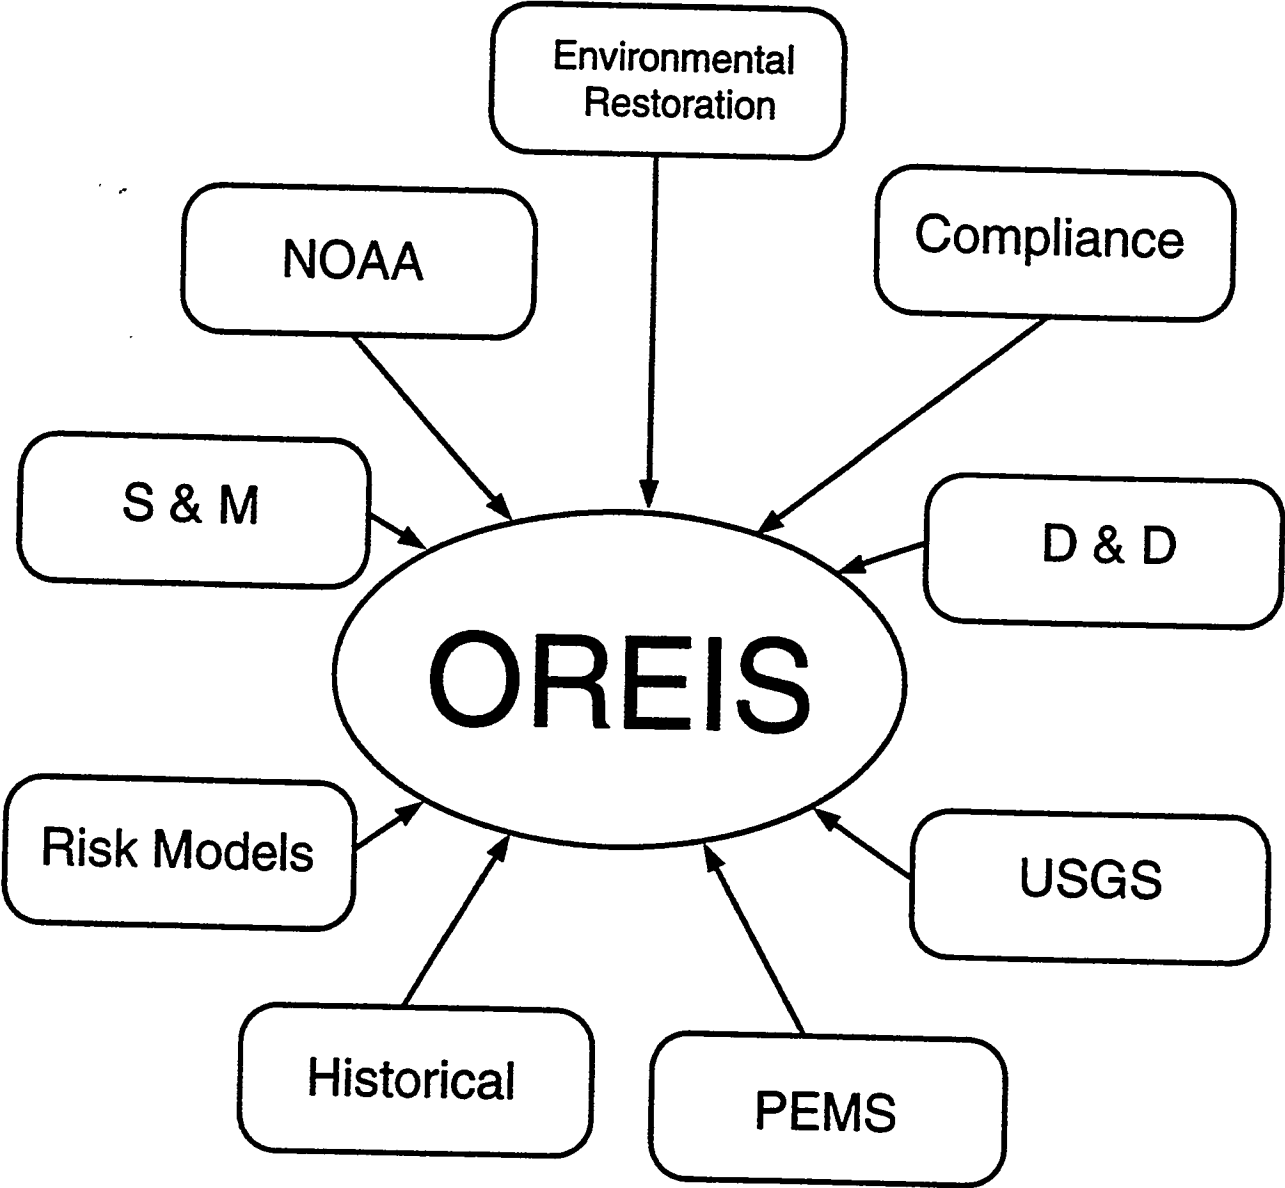 Environmental
Restoration
NOAA
Compliance
S & M
D & D
OREIS
Risk Models
USGS
Historical
PEMS